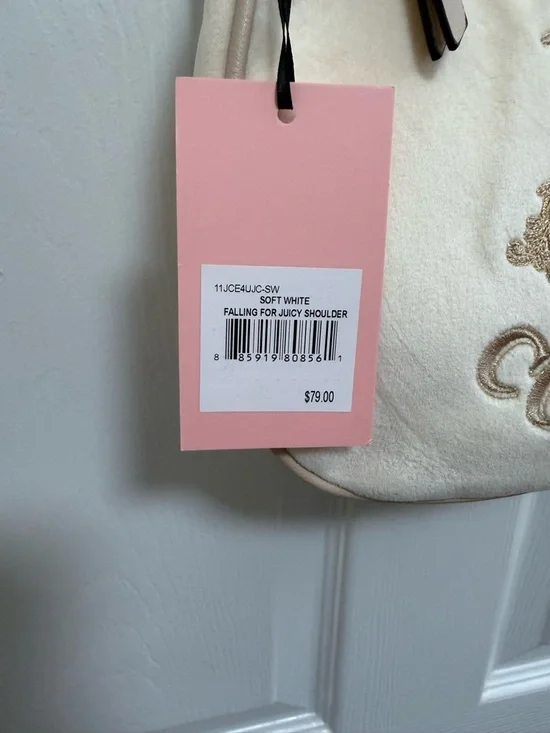 11JCE4UJC-SW
SOFT WHITE
FALLING FOR JUICY SHOULDER
8 85919 80856 1
$79.00